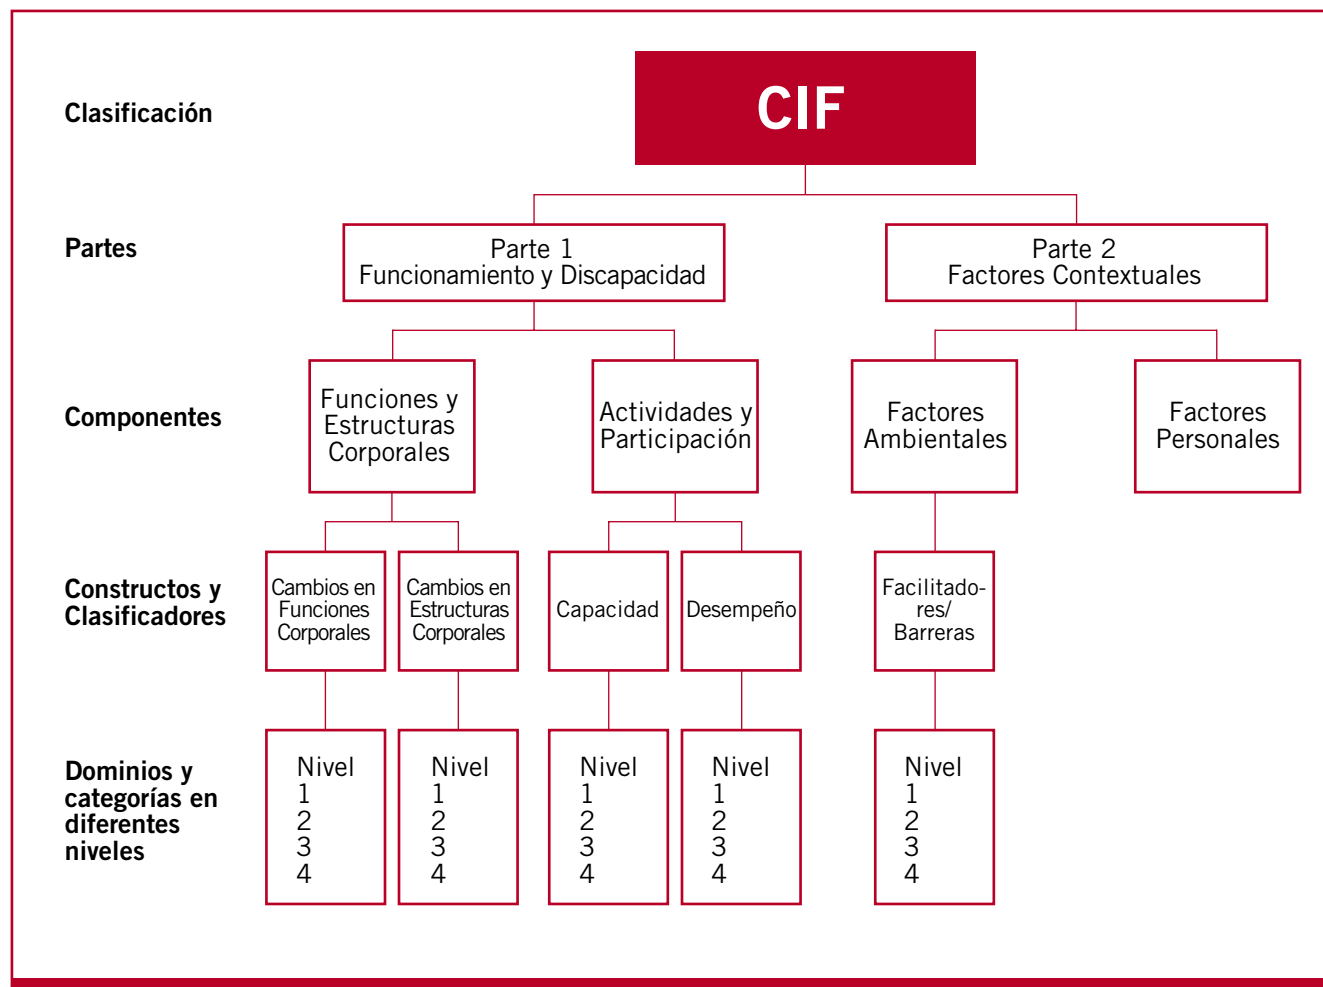 Clasificación
CIF
Partes
Parte 1
Funcionamiento y Discapacidad
Parte 2
Factores Contextuales
Componentes
Funciones y
Estructuras
Corporales
Actividades y
Participación
Factores
Ambientales
Factores
Personales
Constructos y
Clasificadores
Cambios en
Funciones
Corporales
Cambios en
Estructuras
Corporales
Capacidad
Desempeño
Facilitado-
res/
Barreras
Dominios y
categorías en
diferentes
niveles
Nivel
1
2
3
4
Nivel
1
2
3
4
Nivel
1
2
3
4
Nivel
1
2
3
4
Nivel
1
2
3
4